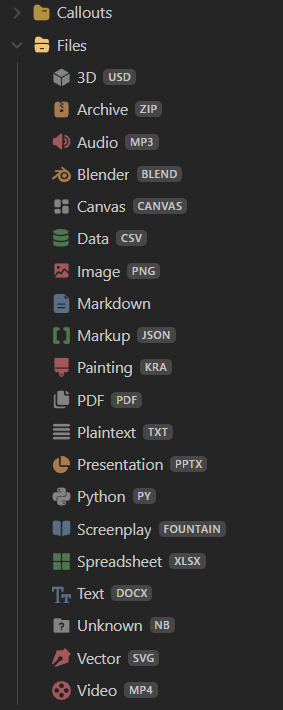 Callouts
Files
3D USD
Archive ZIP
Audio MP3
Blender BLEND
Canvas CANVAS
Data CSV
Image PNG
Markdown
Markup JSON
Painting KRA
PDF PDF
Plaintext TXT
Presentation PPTX
Python PY
Screenplay FOUNTAIN
Spreadsheet XLSX
Text DOCX
Unknown NB
Vector SVG
Video MP4